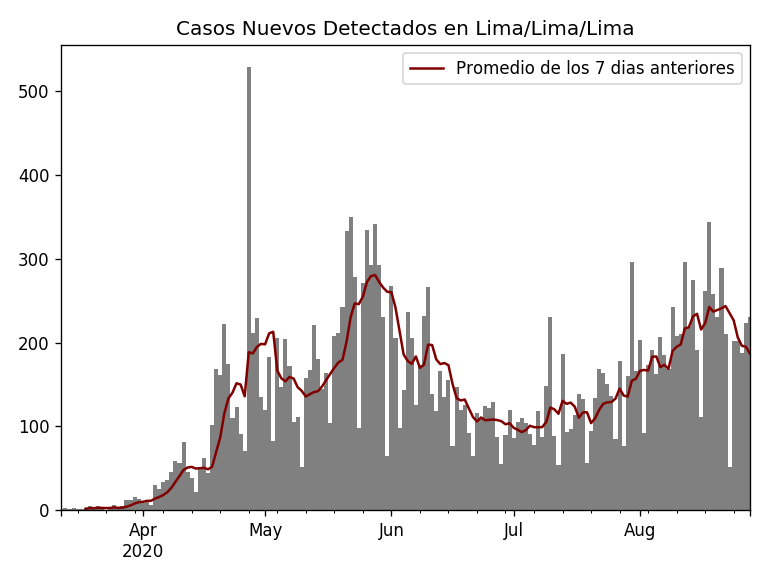 Casos Nuevos Detectados en Lima/Lima/Lima
Promedio de los 7 dias anteriores
500
400
300
200
100
0
Apr
2020
May
Jun
Jul
Aug